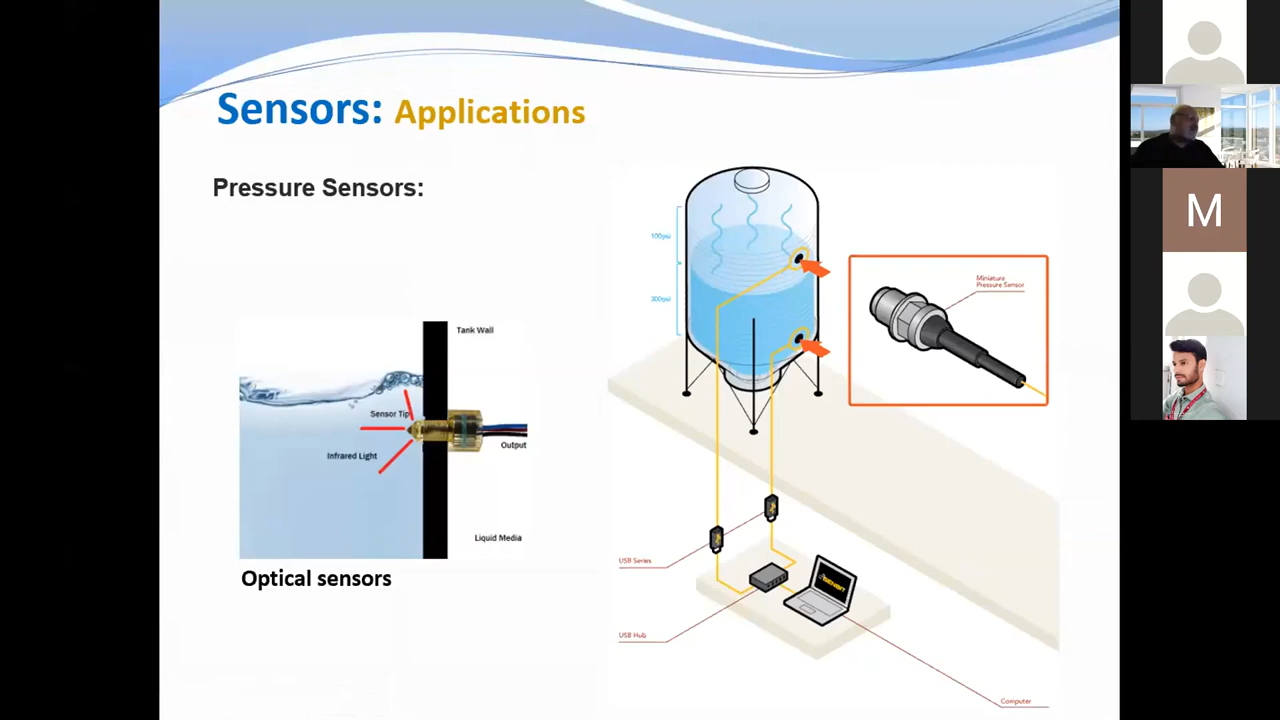 Sensors: Applications
Pressure Sensors:
100psi
300psi
Miniature
Pressure Sensor
Tank Wall
Sensor Tip
Infrared Light
Output
Liquid Media
Optical sensors
USB Series
USB Hub
SENSIT
Computer
M